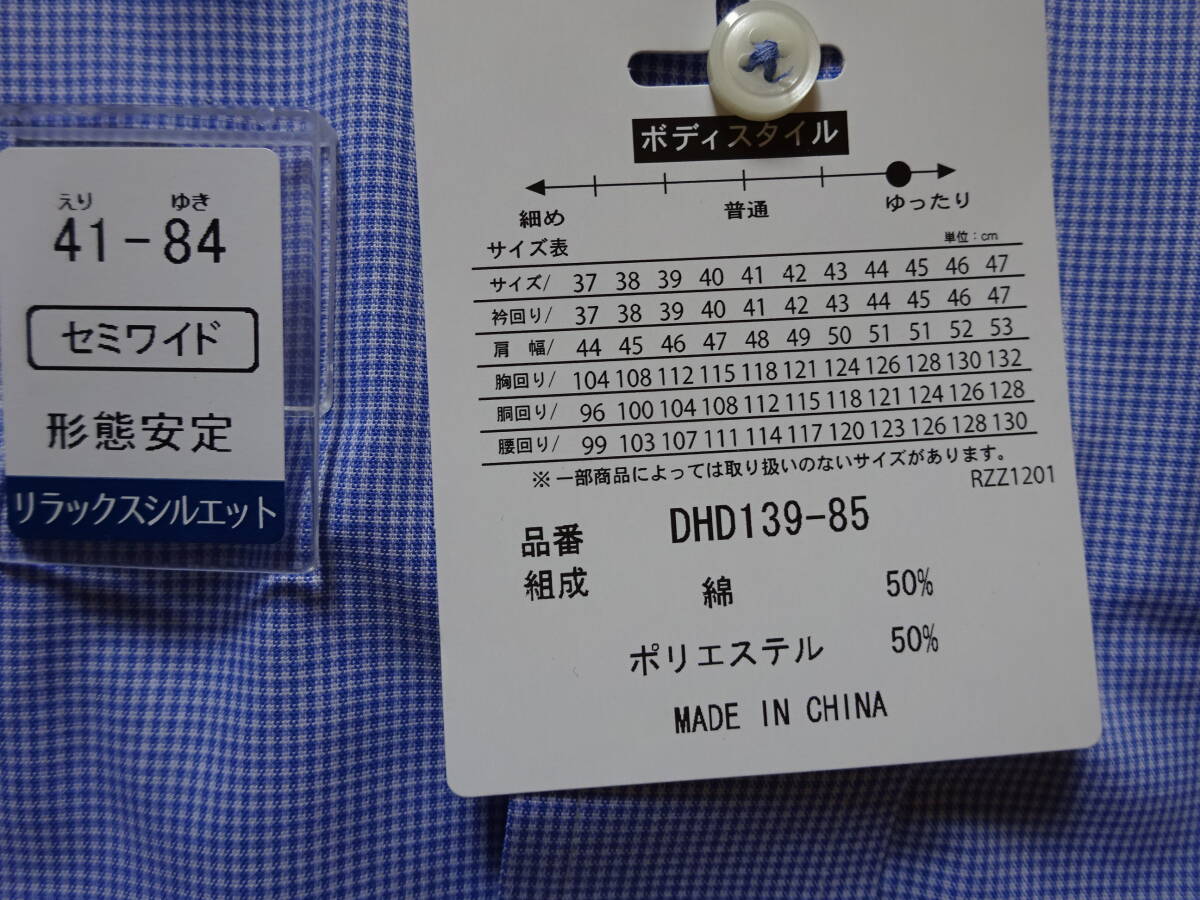 えり ゆき
41-84
セミワイド
形態安定
リラックスシルエット
ボディスタイル
細め 普通 ゆったり
サイズ表 単位:cm
サイズ/ 37 38 39 40 41 42 43 44 45 46 47
衿回り/ 37 38 39 40 41 42 43 44 45 46 47
肩 幅/ 44 45 46 47 48 49 50 51 51 52 53
胸回り/ 104 108 112 115 118 121 124 126 128 130 132
胴回り/ 96 100 104 108 112 115 118 121 124 126 128
腰回り/ 99 103 107 111 114 117 120 123 126 128 130
※一部商品によっては取り扱いのないサイズがあります。
RZZ1201
品番 DHD139-85
組成 綿 50%
ポリエステル 50%
MADE IN CHINA